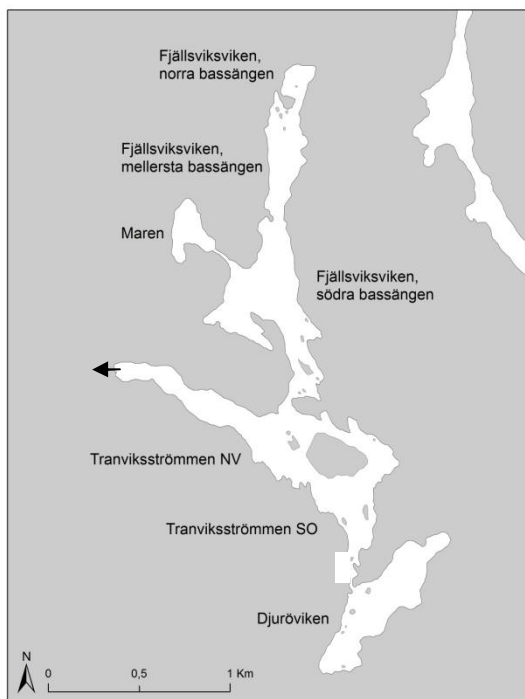 Fjällsviksviken,
norra bassängen
Fjällsviksviken,
mellersta bassängen
Maren
Fjällsviksviken,
södra bassängen
Tranviksströmmen NV
Tranviksströmmen SO
Djuröviken
N
0 0,5 1 Km